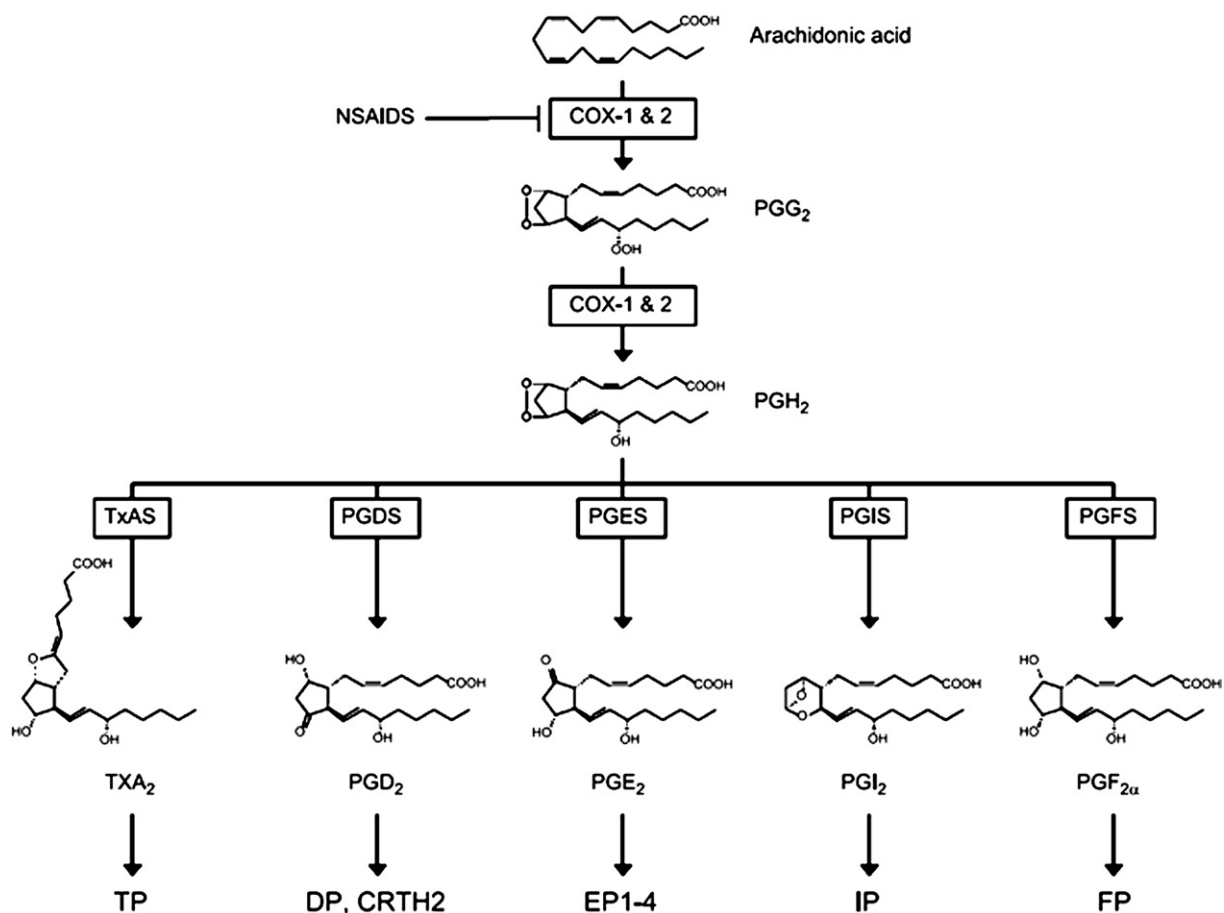 COOH
Arachidonic acid
NSAIDS
COX-1 & 2
O
O
COOH
PGG₂
OOH
COX-1 & 2
O
O
COOH
PGH₂
OH
TxAS
PGDS
PGES
PGIS
PGFS
COOH
O
HO
OH
HO
COOH
O
OH
O
COOH
HO
OH
O
O
COOH
OH
HO
COOH
HO
OH
TXA₂
PGD₂
PGE₂
PGI₂
PGF₂α
TP
DP, CRTH2
EP1-4
IP
FP